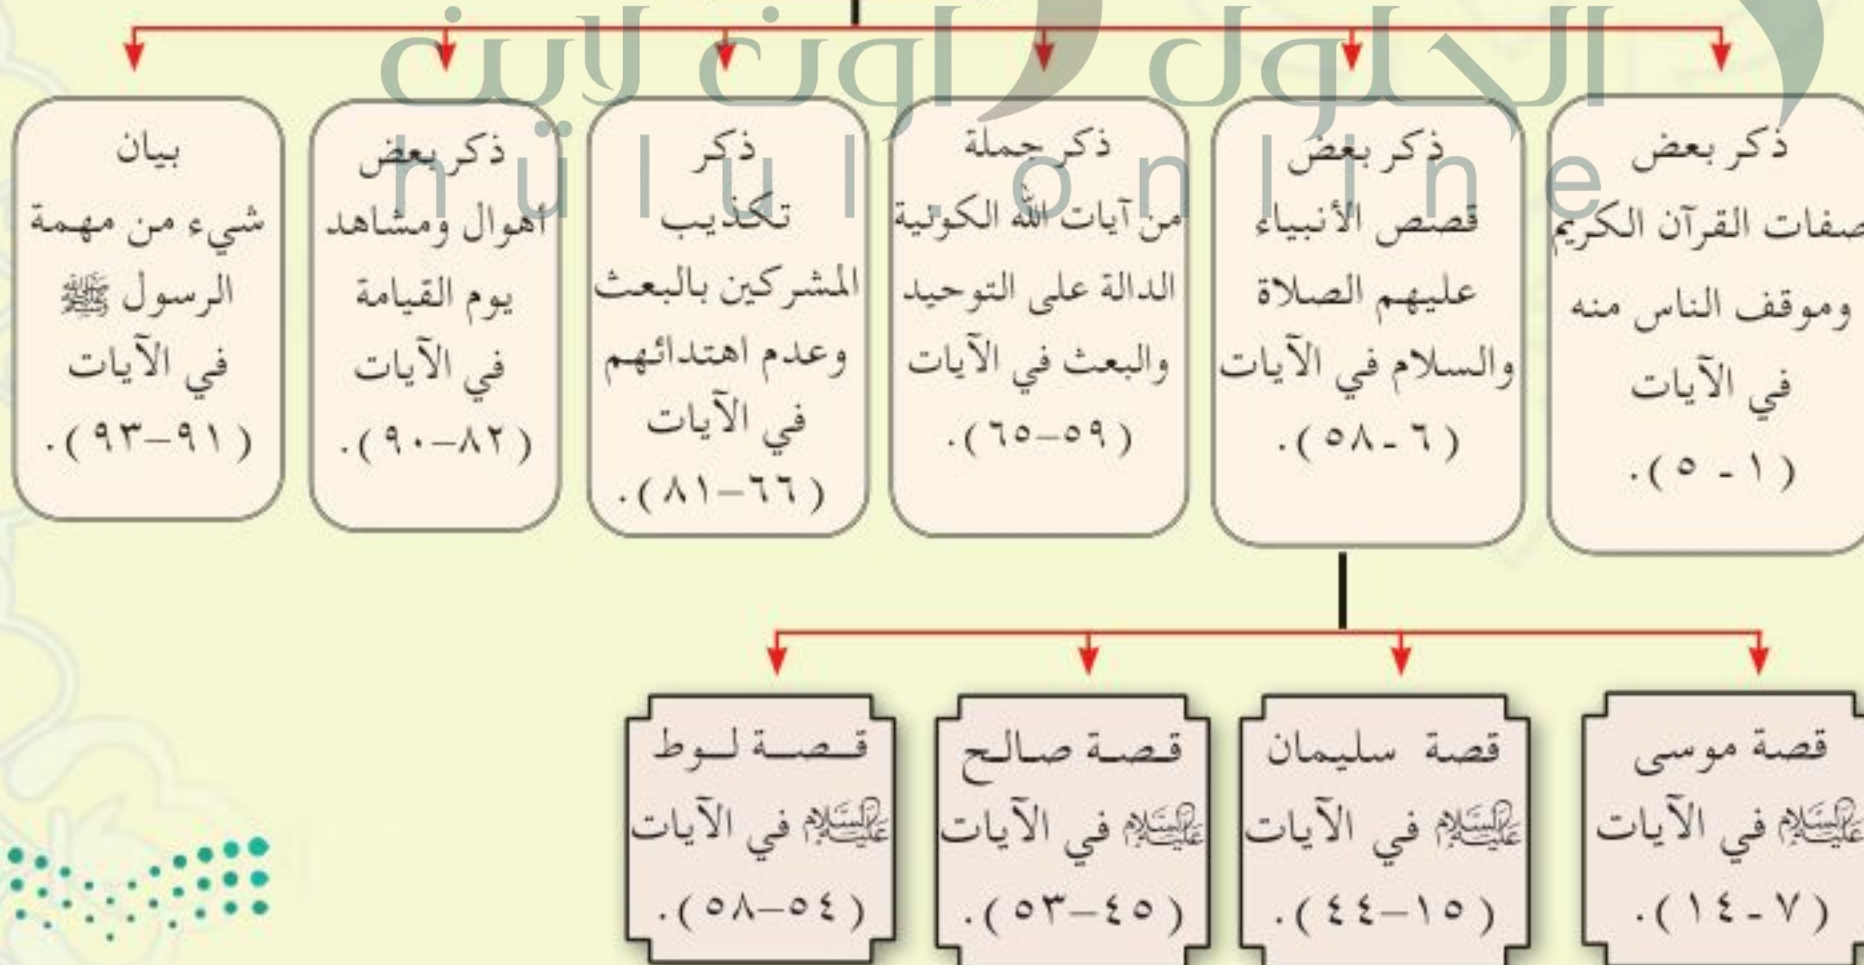 الحلول اون لاين
hulul.online
ذكر بعض
صفات القرآن الكريم
وموقف الناس منه
في الآيات
(١ - ٥).
ذكر بعض
قصص الأنبياء
عليهم الصلاة
والسلام في الآيات
(٦ - ٥٨).
ذكر جملة
من آيات الله الكونية
الدالة على التوحيد
والبعث في الآيات
(٥٩-٦٥).
ذكر
تكذيب
المشركين بالبعث
وعدم اهتدائهم
في الآيات
(٦٦-٨١).
ذكر بعض
أهوال ومشاهد
يوم القيامة
في الآيات
(٨٢-٩٠).
بيان
شيء من مهمة
الرسول ﷺ
في الآيات
(٩١-٩٣).
قصة موسى
عليه السلام في الآيات
(٧ - ١٤).
قصة سليمان
عليه السلام في الآيات
(١٥-٤٤).
قصة صالح
عليه السلام في الآيات
(٤٥-٥٣).
قصة لوط
عليه السلام في الآيات
(٥٤-٥٨).